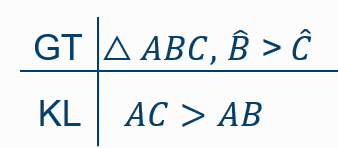 GT △ ABC, B̂ > Ĉ
KL AC > AB